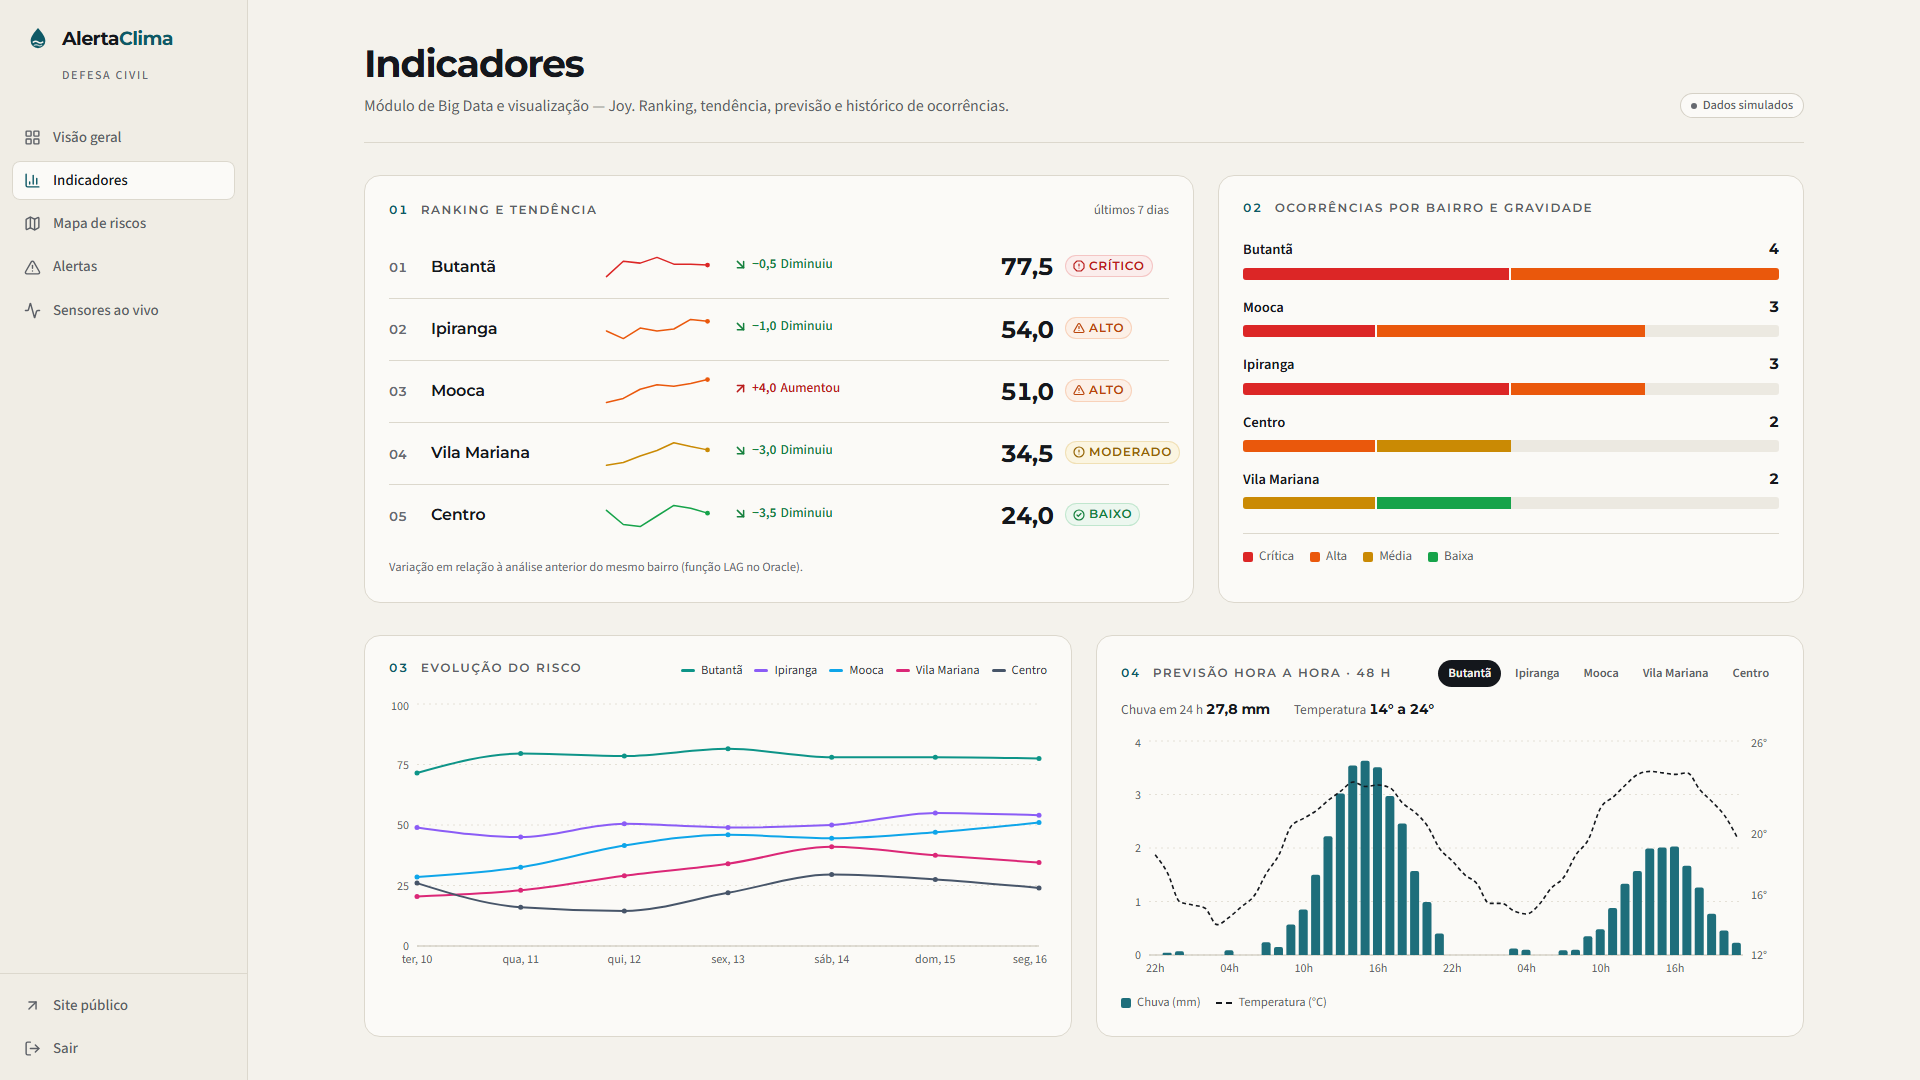 AlertaClima
DEFESA CIVIL
Visão geral
Indicadores
Mapa de riscos
Alertas
Sensores ao vivo
Site público
Sair
Indicadores
Módulo de Big Data e visualização — Joy. Ranking, tendência, previsão e histórico de ocorrências.
Dados simulados
01 RANKING E TENDÊNCIA
últimos 7 dias
01 Butantã −0,5 Diminuiu 77,5 CRÍTICO
02 Ipiranga −1,0 Diminuiu 54,0 ALTO
03 Mooca +4,0 Aumentou 51,0 ALTO
04 Vila Mariana −3,0 Diminuiu 34,5 MODERADO
05 Centro −3,5 Diminuiu 24,0 BAIXO
Variação em relação à análise anterior do mesmo bairro (função LAG no Oracle).
02 OCORRÊNCIAS POR BAIRRO E GRAVIDADE
Butantã 4
Mooca 3
Ipiranga 3
Centro 2
Vila Mariana 2
Crítica Alta Média Baixa
03 EVOLUÇÃO DO RISCO
Butantã Ipiranga Mooca Vila Mariana Centro
100
75
50
25
0
ter, 10 qua, 11 qui, 12 sex, 13 sáb, 14 dom, 15 seg, 16
04 PREVISÃO HORA A HORA · 48 H
Butantã Ipiranga Mooca Vila Mariana Centro
Chuva em 24 h 27,8 mm Temperatura 14° a 24°
4 26°
3
2 20°
1 16°
0 12°
22h 04h 10h 16h 22h 04h 10h 16h
Chuva (mm) Temperatura (°C)